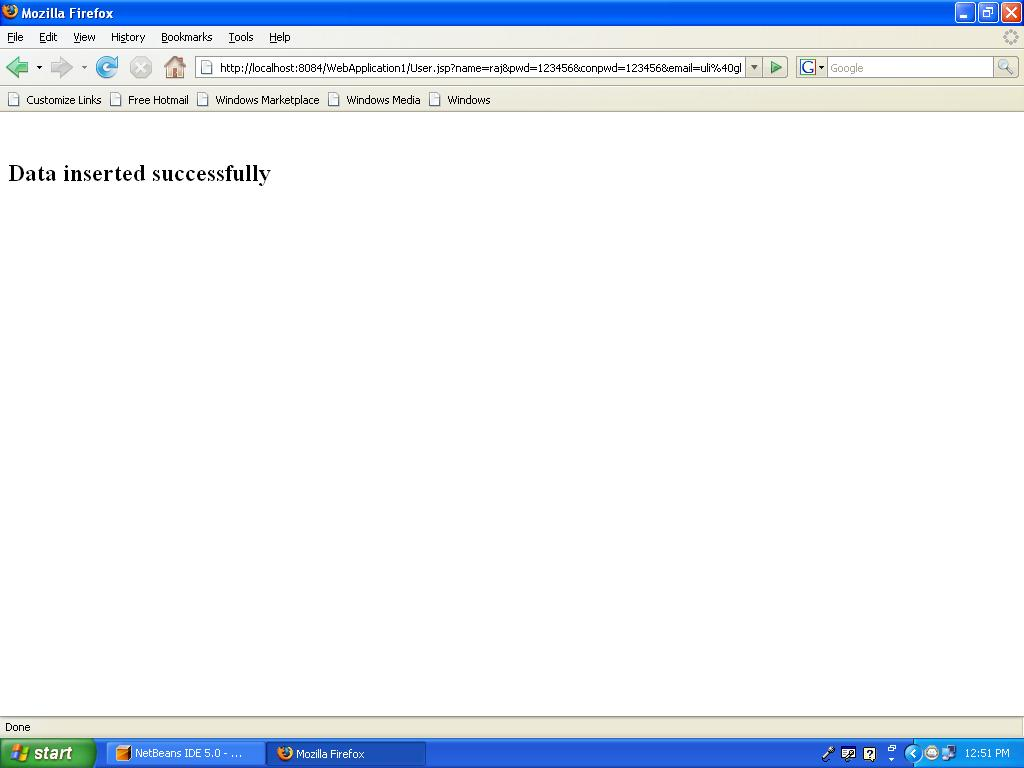 Mozilla Firefox
File Edit View History Bookmarks Tools Help
http://localhost:8084/WebApplication1/User.jsp?name=raj&pwd=123456&conpwd=123456&email=uli%40gl
G Google
Customize Links Free Hotmail Windows Marketplace Windows Media Windows
Data inserted successfully
Done
start NetBeans IDE 5.0 - ... Mozilla Firefox 12:51 PM